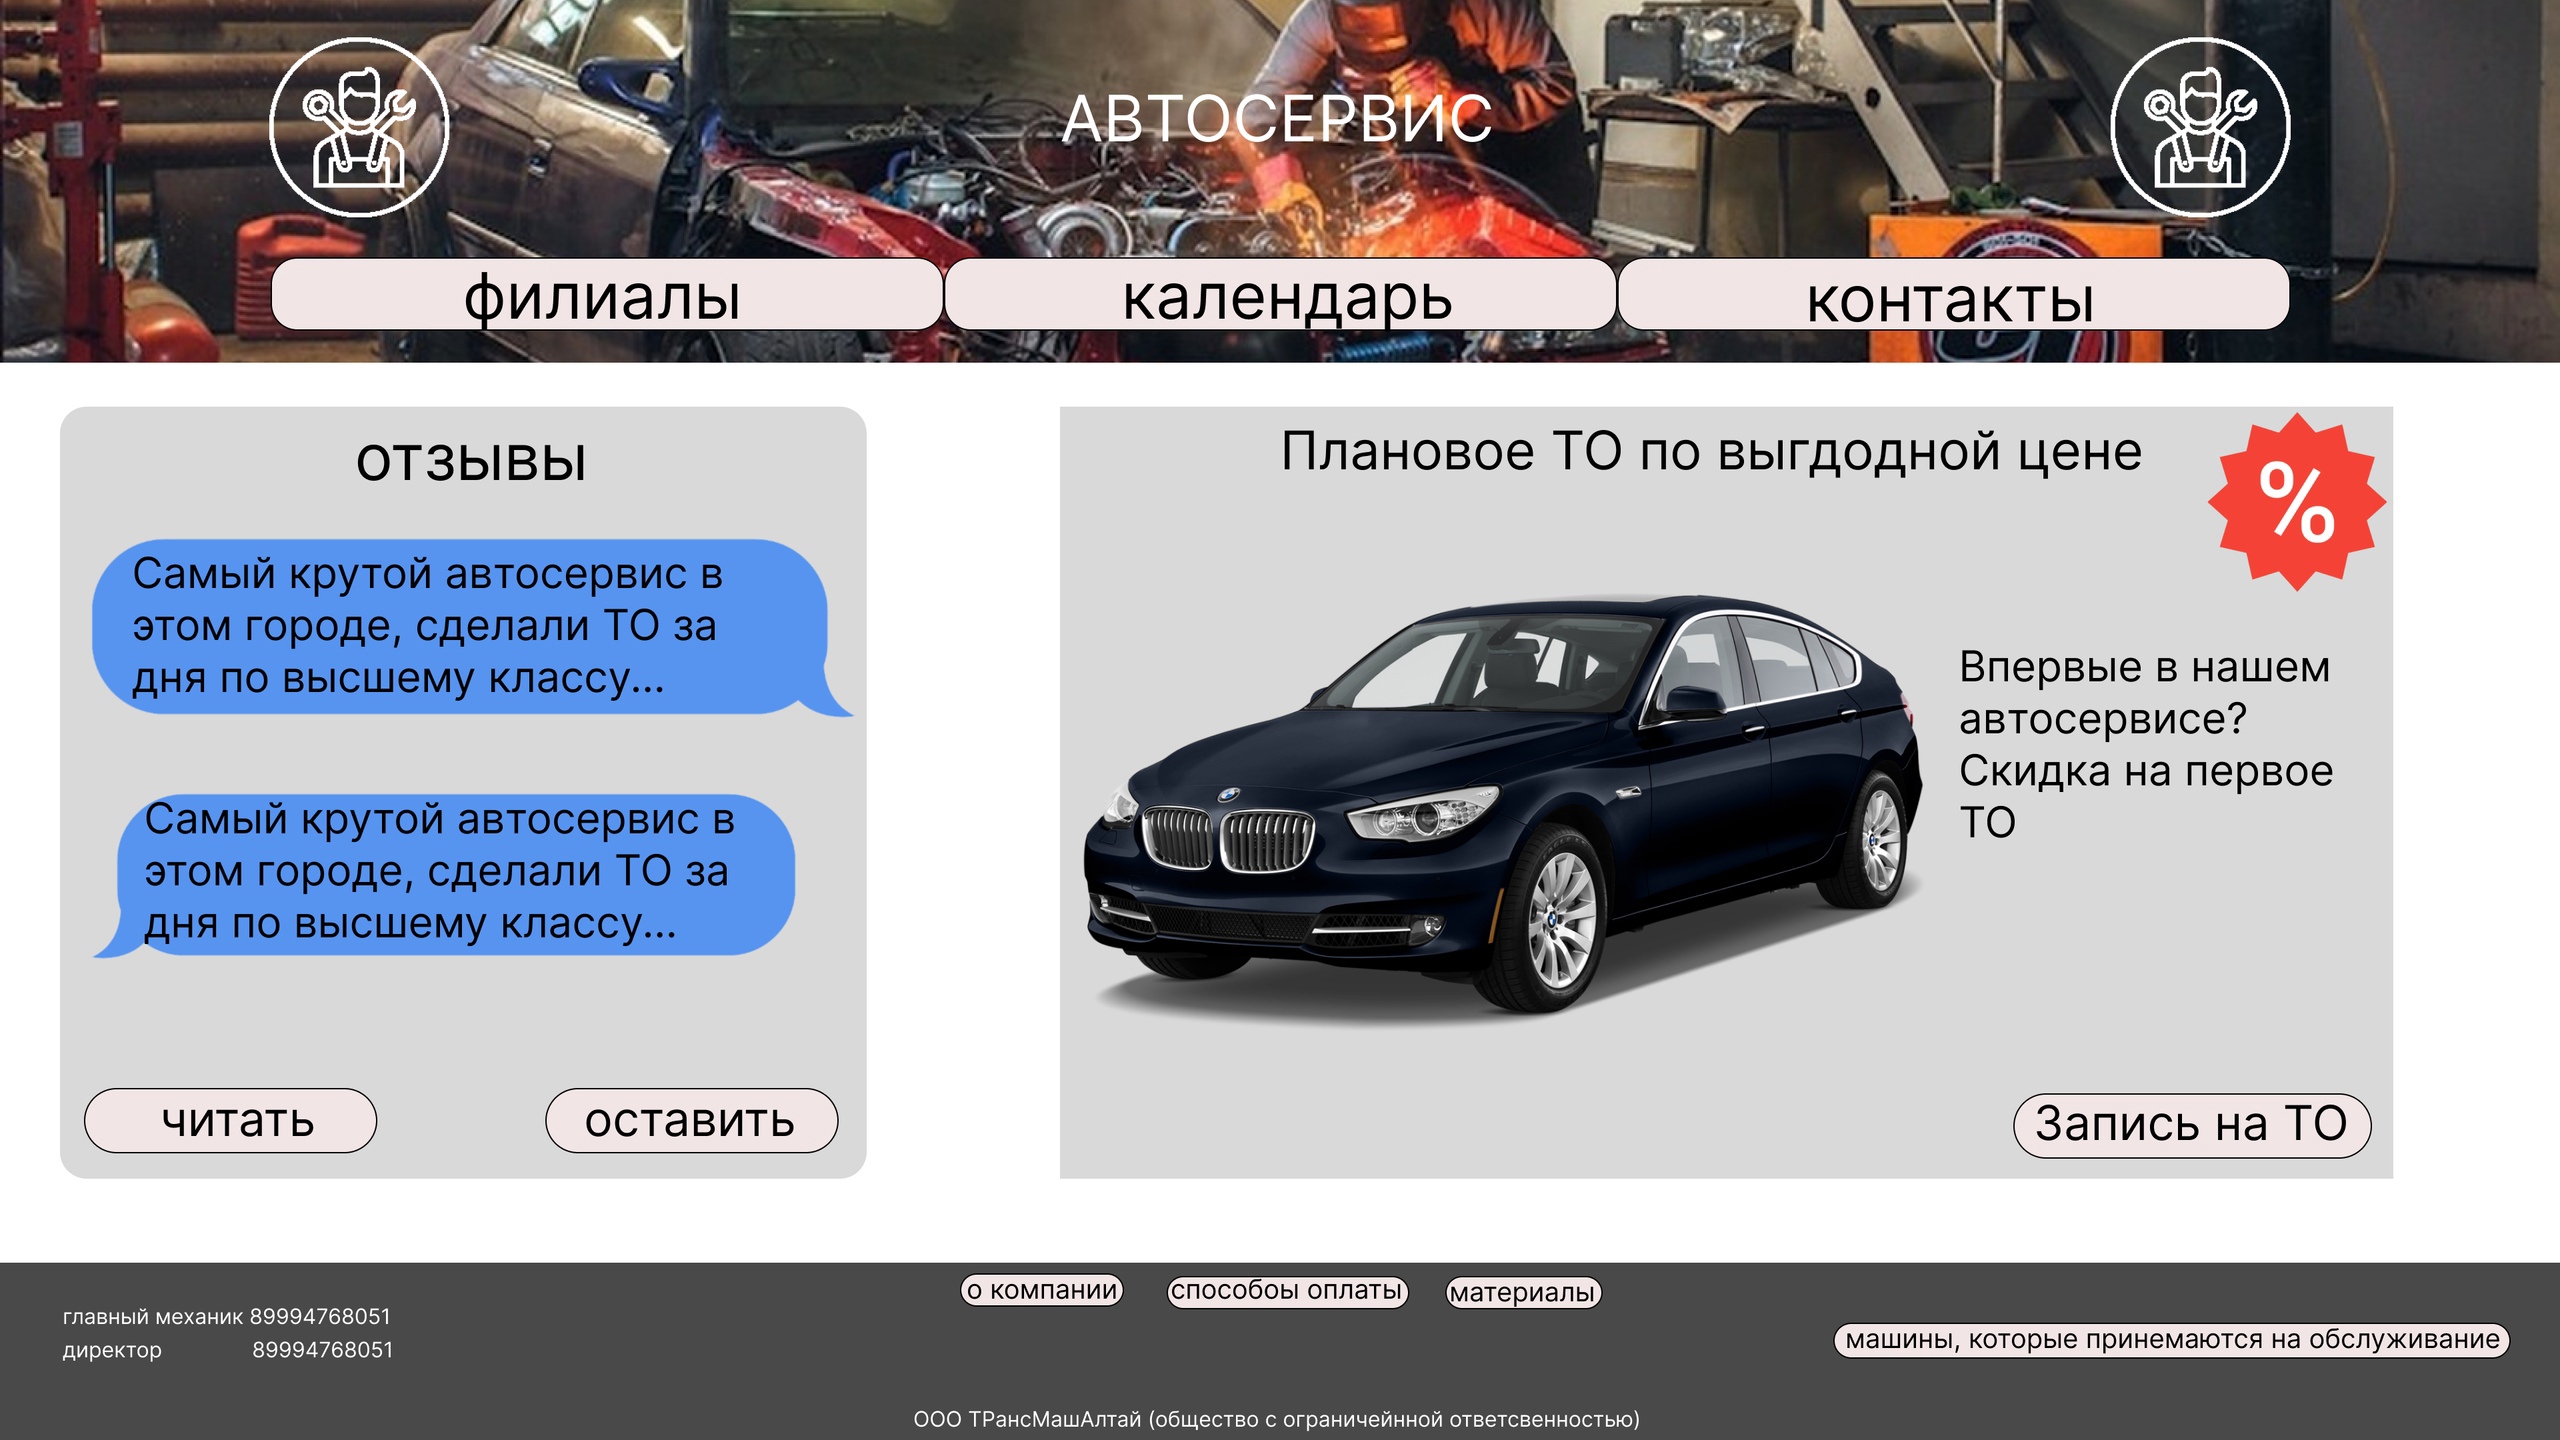 АВТОСЕРВИС
филиалы
календарь
контакты
отзывы
Самый крутой автосервис в
этом городе, сделали ТО за
дня по высшему классу...
Самый крутой автосервис в
этом городе, сделали ТО за
дня по высшему классу...
читать
оставить
Плановое ТО по выгдодной цене
%
Впервые в нашем
автосервисе?
Скидка на первое
ТО
Запись на ТО
о компании
способоы оплаты
материалы
главный механик 89994768051
директор 89994768051
машины, которые принемаются на обслуживание
ООО ТРансМашАлтай (общество с ограничейнной ответсвенностью)